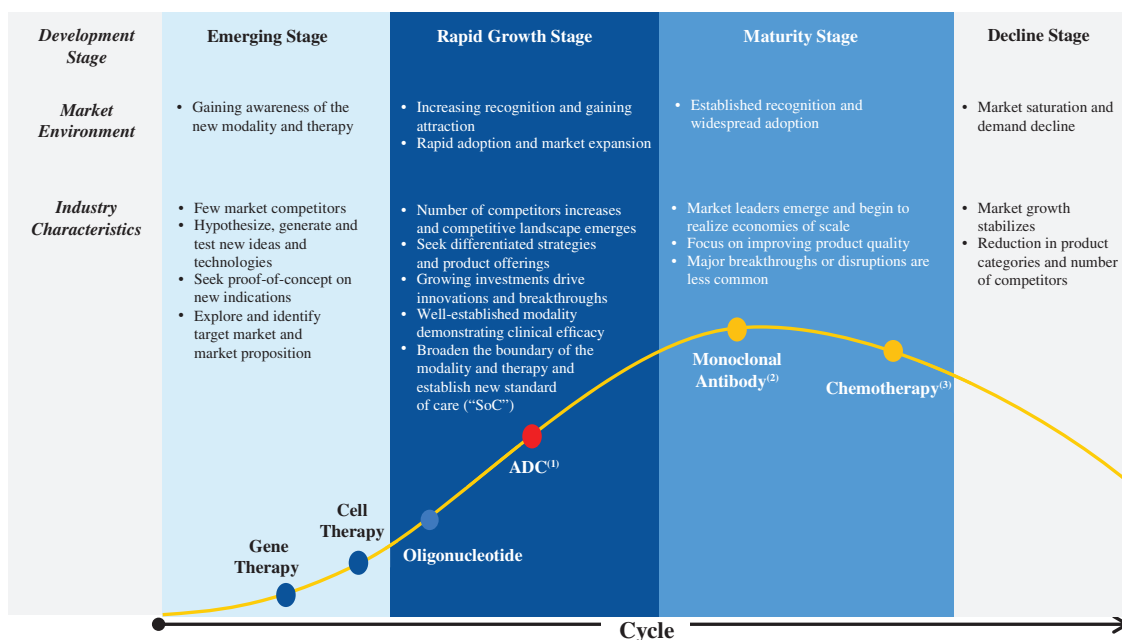 Development
Stage
Emerging Stage
Rapid Growth Stage
Maturity Stage
Decline Stage
Market
Environment
• Gaining awareness of the
new modality and therapy
• Increasing recognition and gaining
attraction
• Rapid adoption and market expansion
• Established recognition and
widespread adoption
• Market saturation and
demand decline
Industry
Characteristics
• Few market competitors
• Hypothesize, generate and
test new ideas and
technologies
• Seek proof-of-concept on
new indications
• Explore and identify
target market and
market proposition
• Number of competitors increases
and competitive landscape emerges
• Seek differentiated strategies
and product offerings
• Growing investments drive
innovations and breakthroughs
• Well-established modality
demonstrating clinical efficacy
• Broaden the boundary of the
modality and therapy and
establish new standard
of care (“SoC”)
• Market leaders emerge and begin to
realize economies of scale
• Focus on improving product quality
• Major breakthroughs or disruptions are
less common
• Market growth
stabilizes
• Reduction in product
categories and number
of competitors
Gene
Therapy
Cell
Therapy
Oligonucleotide
ADC(1)
Monoclonal
Antibody(2)
Chemotherapy(3)
Cycle